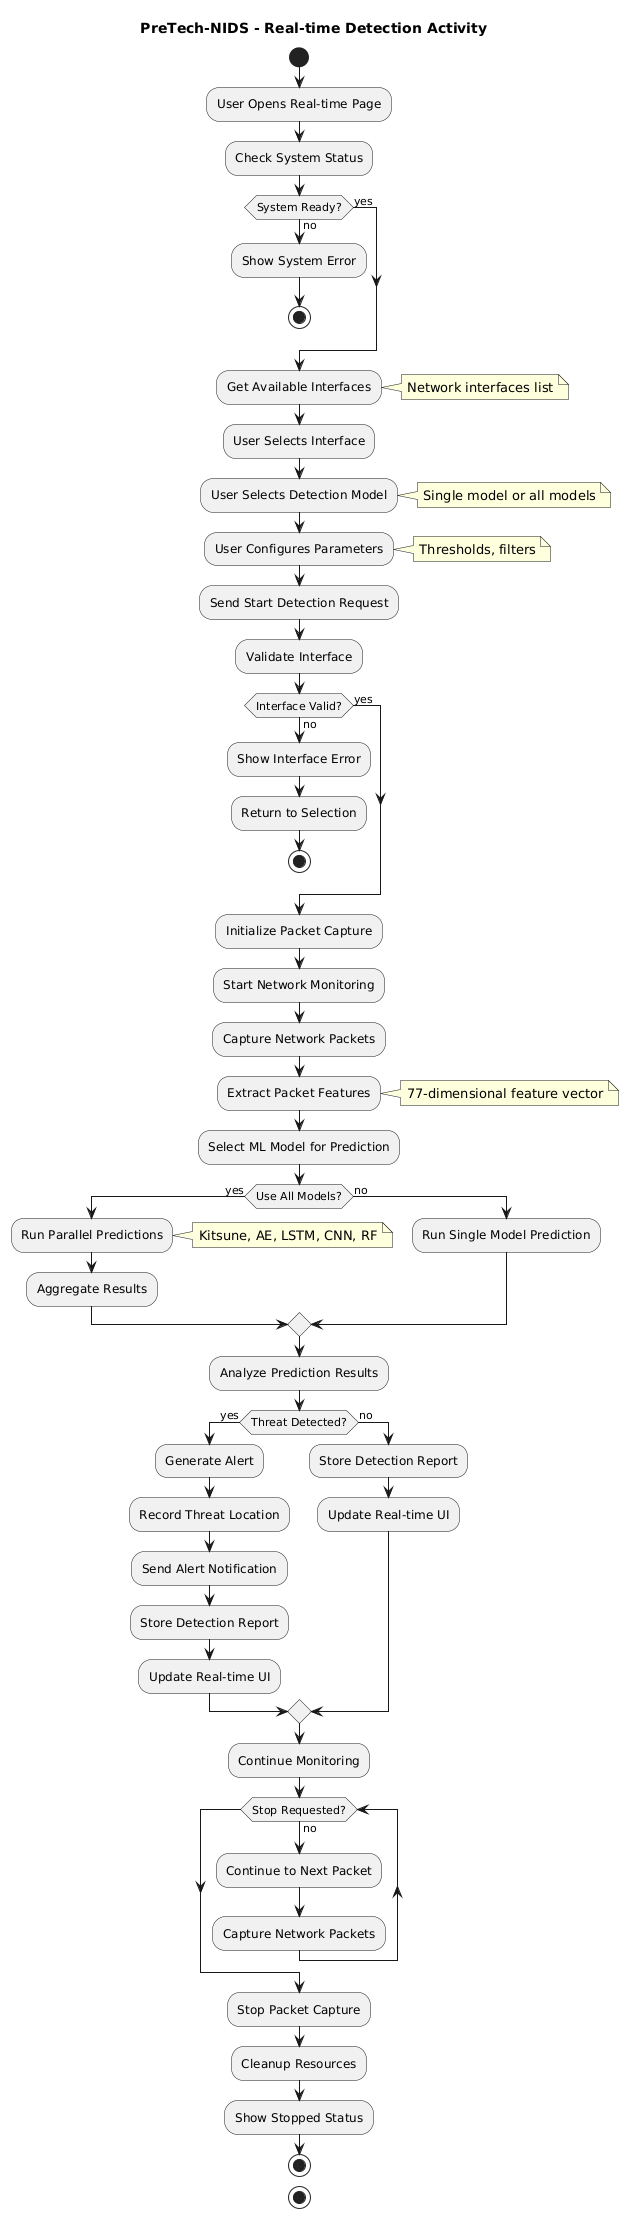 PreTech-NIDS - Real-time Detection Activity
User Opens Real-time Page
Check System Status
System Ready?
yes
no
Show System Error
Get Available Interfaces
Network interfaces list
User Selects Interface
User Selects Detection Model
Single model or all models
User Configures Parameters
Thresholds, filters
Send Start Detection Request
Validate Interface
Interface Valid?
yes
no
Show Interface Error
Return to Selection
Initialize Packet Capture
Start Network Monitoring
Capture Network Packets
Extract Packet Features
77-dimensional feature vector
Select ML Model for Prediction
yes
Use All Models?
no
Run Parallel Predictions
Kitsune, AE, LSTM, CNN, RF
Run Single Model Prediction
Aggregate Results
Analyze Prediction Results
yes
Threat Detected?
no
Generate Alert
Store Detection Report
Record Threat Location
Update Real-time UI
Send Alert Notification
Store Detection Report
Update Real-time UI
Continue Monitoring
Stop Requested?
no
Continue to Next Packet
Capture Network Packets
Stop Packet Capture
Cleanup Resources
Show Stopped Status